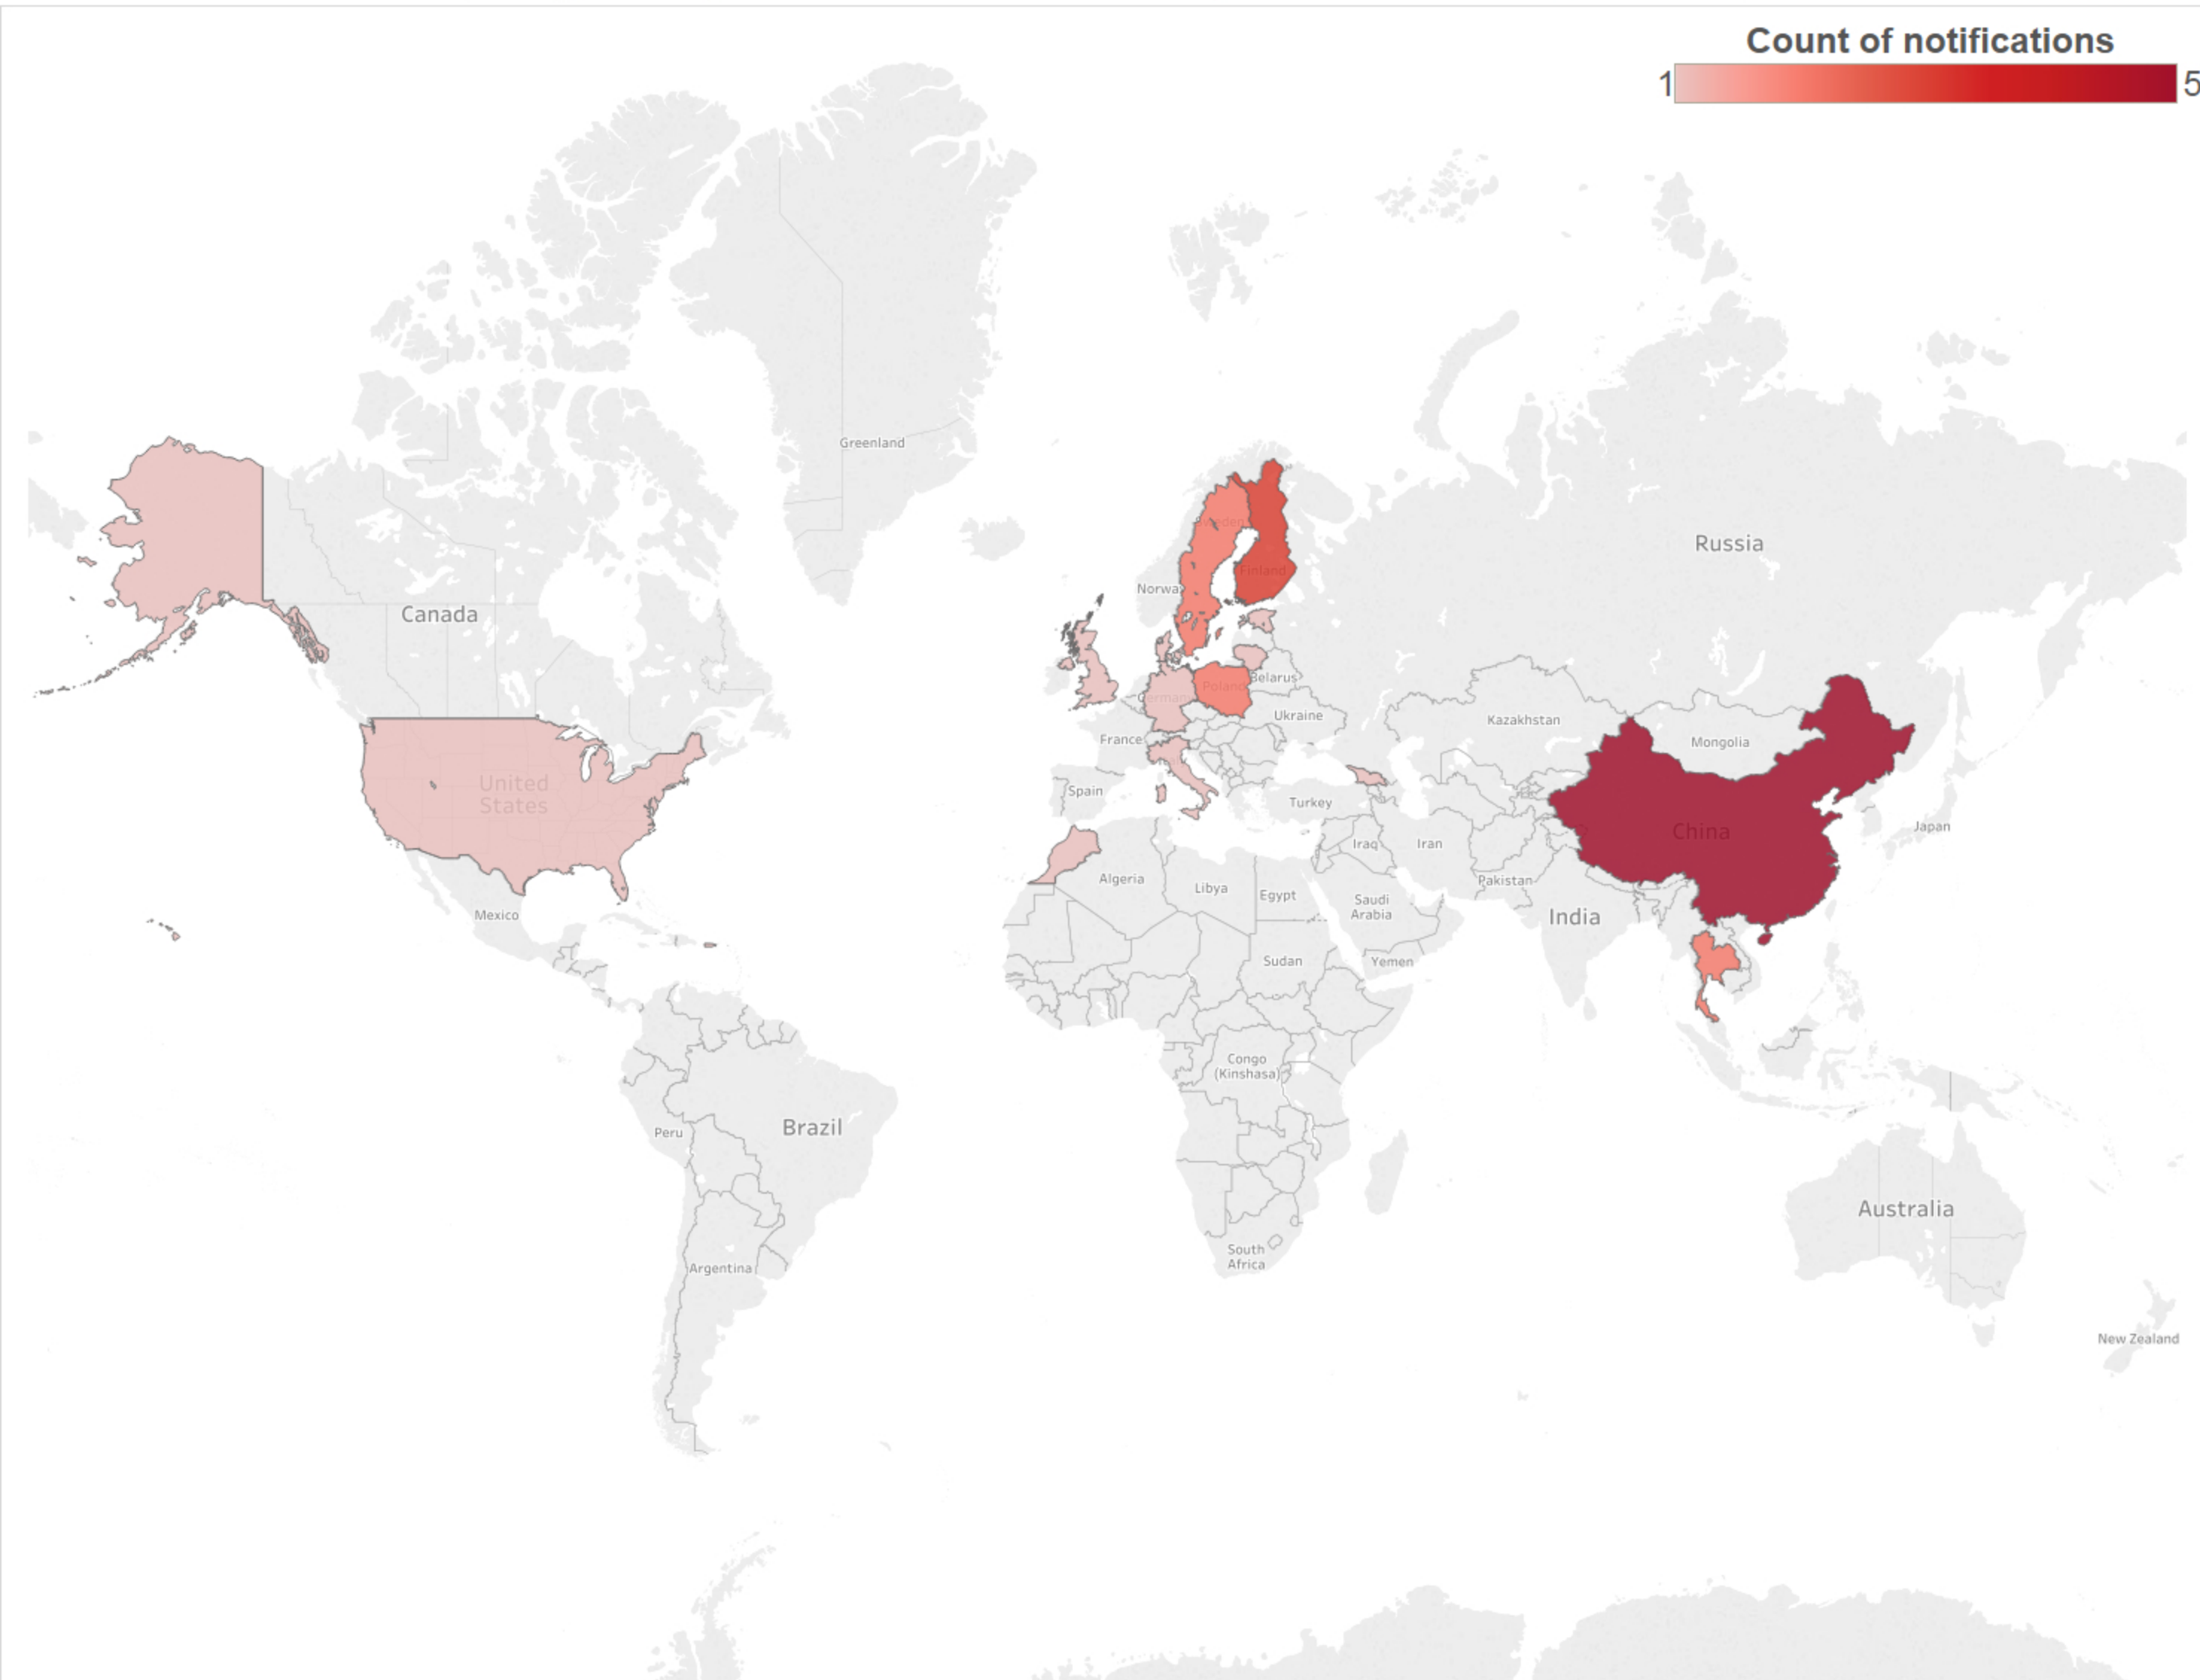 Count of notifications
1
5
Greenland
Russia
Sweden
Finland
Norwa
Canada
Belarus
Poland
Germany
Ukraine
Kazakhstan
France
Mongolia
United
States
Spain
Turkey
Japan
China
Iraq
Iran
Algeria
Pakistan
Libya
Egypt
Saudi
Arabia
Mexico
India
Sudan
Yemen
Congo
(Kinshasa)
Brazil
Peru
Australia
South
Africa
Argentina
New Zealand